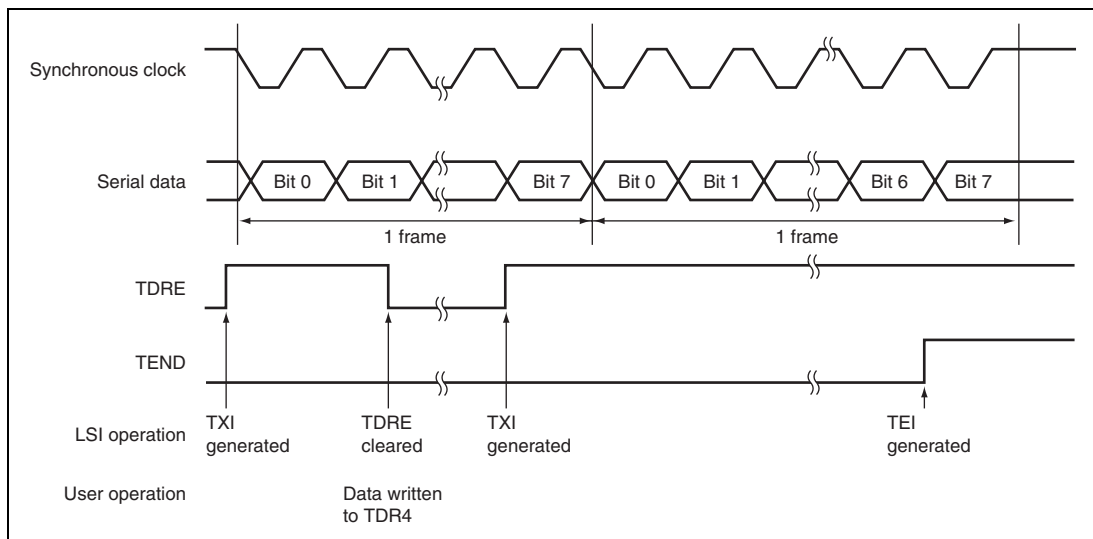 Synchronous clock
Serial data
Bit 0
Bit 1
Bit 7
Bit 0
Bit 1
Bit 6
Bit 7
1 frame
1 frame
TDRE
TEND
LSI operation
TXI
generated
TDRE
cleared
TXI
generated
TEI
generated
User operation
Data written
to TDR4